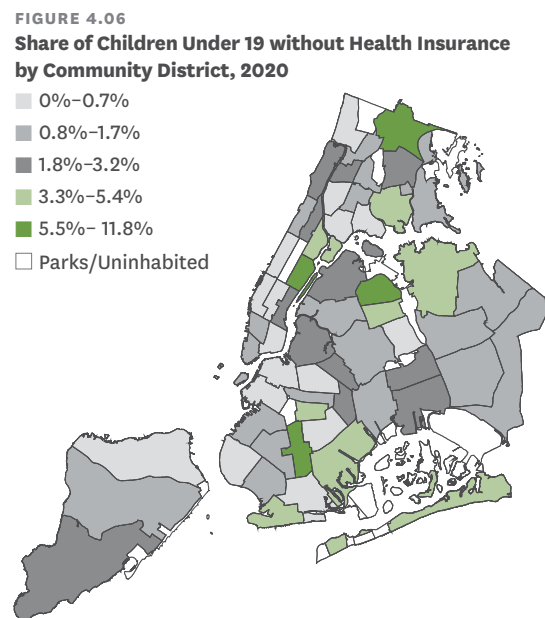 FIGURE 4.06
Share of Children Under 19 without Health Insurance
by Community District, 2020
0%–0.7%
0.8%–1.7%
1.8%–3.2%
3.3%–5.4%
5.5%– 11.8%
Parks/Uninhabited